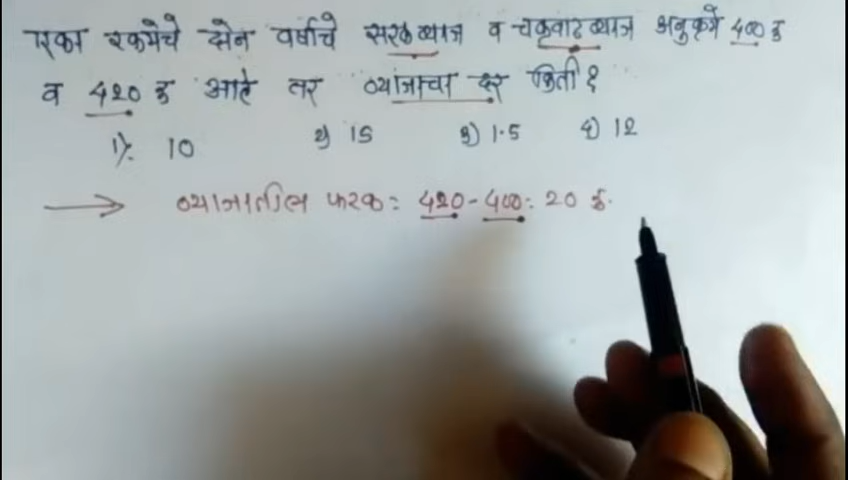 एका रकमेचे दोन वर्षाचे सरळव्याज व चक्रवाढव्याज अनुक्रमे 400 रु
व 420 रु आहे तर व्याजाचा दर किती?
1) 10 2) 15 3) 1.5 4) 12
व्याजातील फरक = 420 - 400 = 20 रु.